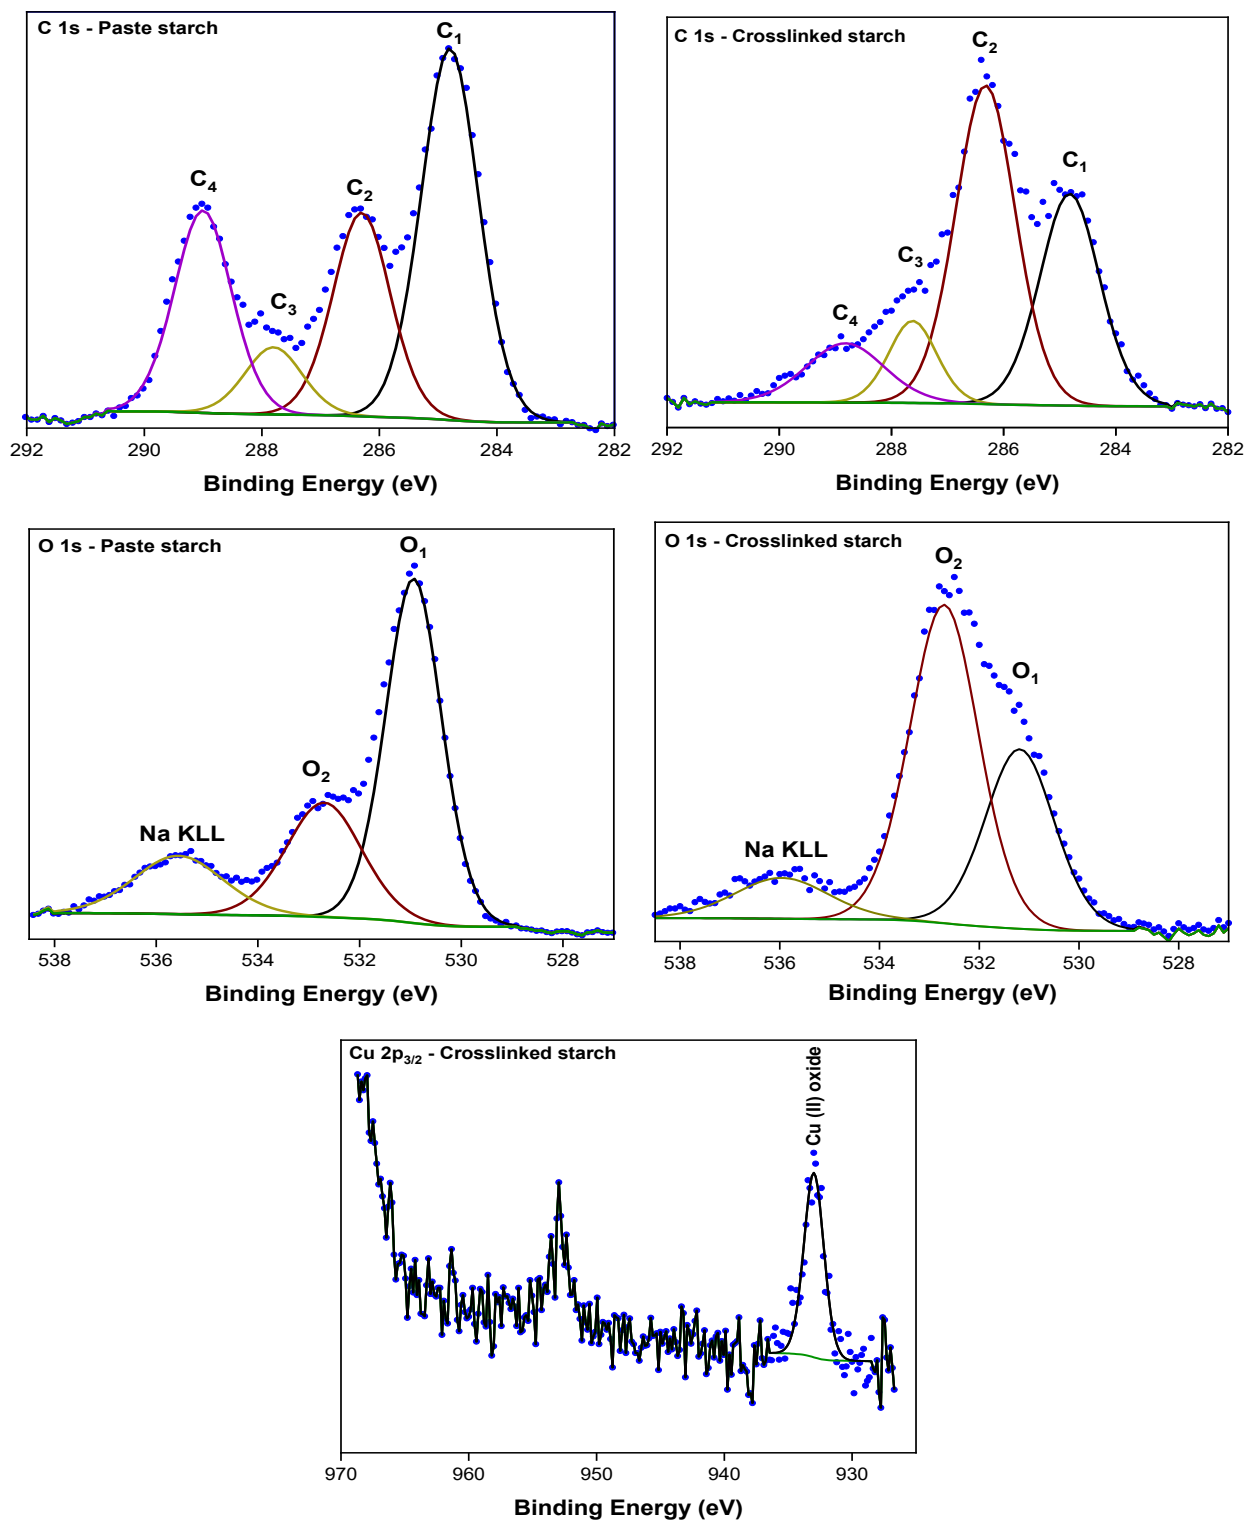 C 1s - Paste starch
C₁
C₄
C₂
C₃
292 290 288 286 284 282
Binding Energy (eV)
C 1s - Crosslinked starch
C₂
C₁
C₃
C₄
292 290 288 286 284 282
Binding Energy (eV)
O 1s - Paste starch
O₁
O₂
Na KLL
538 536 534 532 530 528
Binding Energy (eV)
O 1s - Crosslinked starch
O₂
O₁
Na KLL
538 536 534 532 530 528
Binding Energy (eV)
Cu 2p₃/₂ - Crosslinked starch
Cu (II) oxide
970 960 950 940 930
Binding Energy (eV)